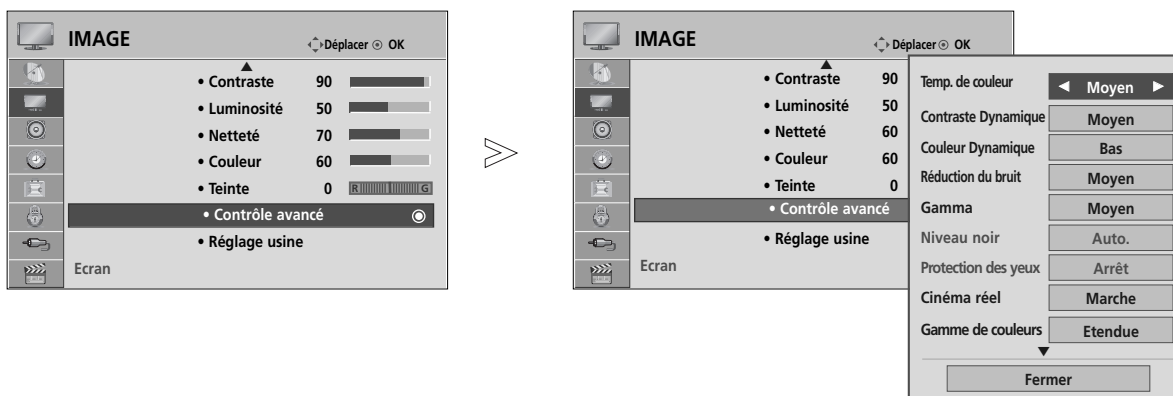 IMAGE
Déplacer OK
• Contraste 90
• Luminosité 50
• Netteté 70
• Couleur 60
• Teinte 0 R G
• Contrôle avancé
• Réglage usine
Ecran
IMAGE
Déplacer OK
• Contraste 90
• Luminosité 50
• Netteté 60
• Couleur 60
• Teinte 0
• Contrôle avancé
• Réglage usine
Ecran
Temp. de couleur ◀ Moyen ▶
Contraste Dynamique Moyen
Couleur Dynamique Bas
Réduction du bruit Moyen
Gamma Moyen
Niveau noir Auto.
Protection des yeux Arrêt
Cinéma réel Marche
Gamme de couleurs Etendue
Fermer